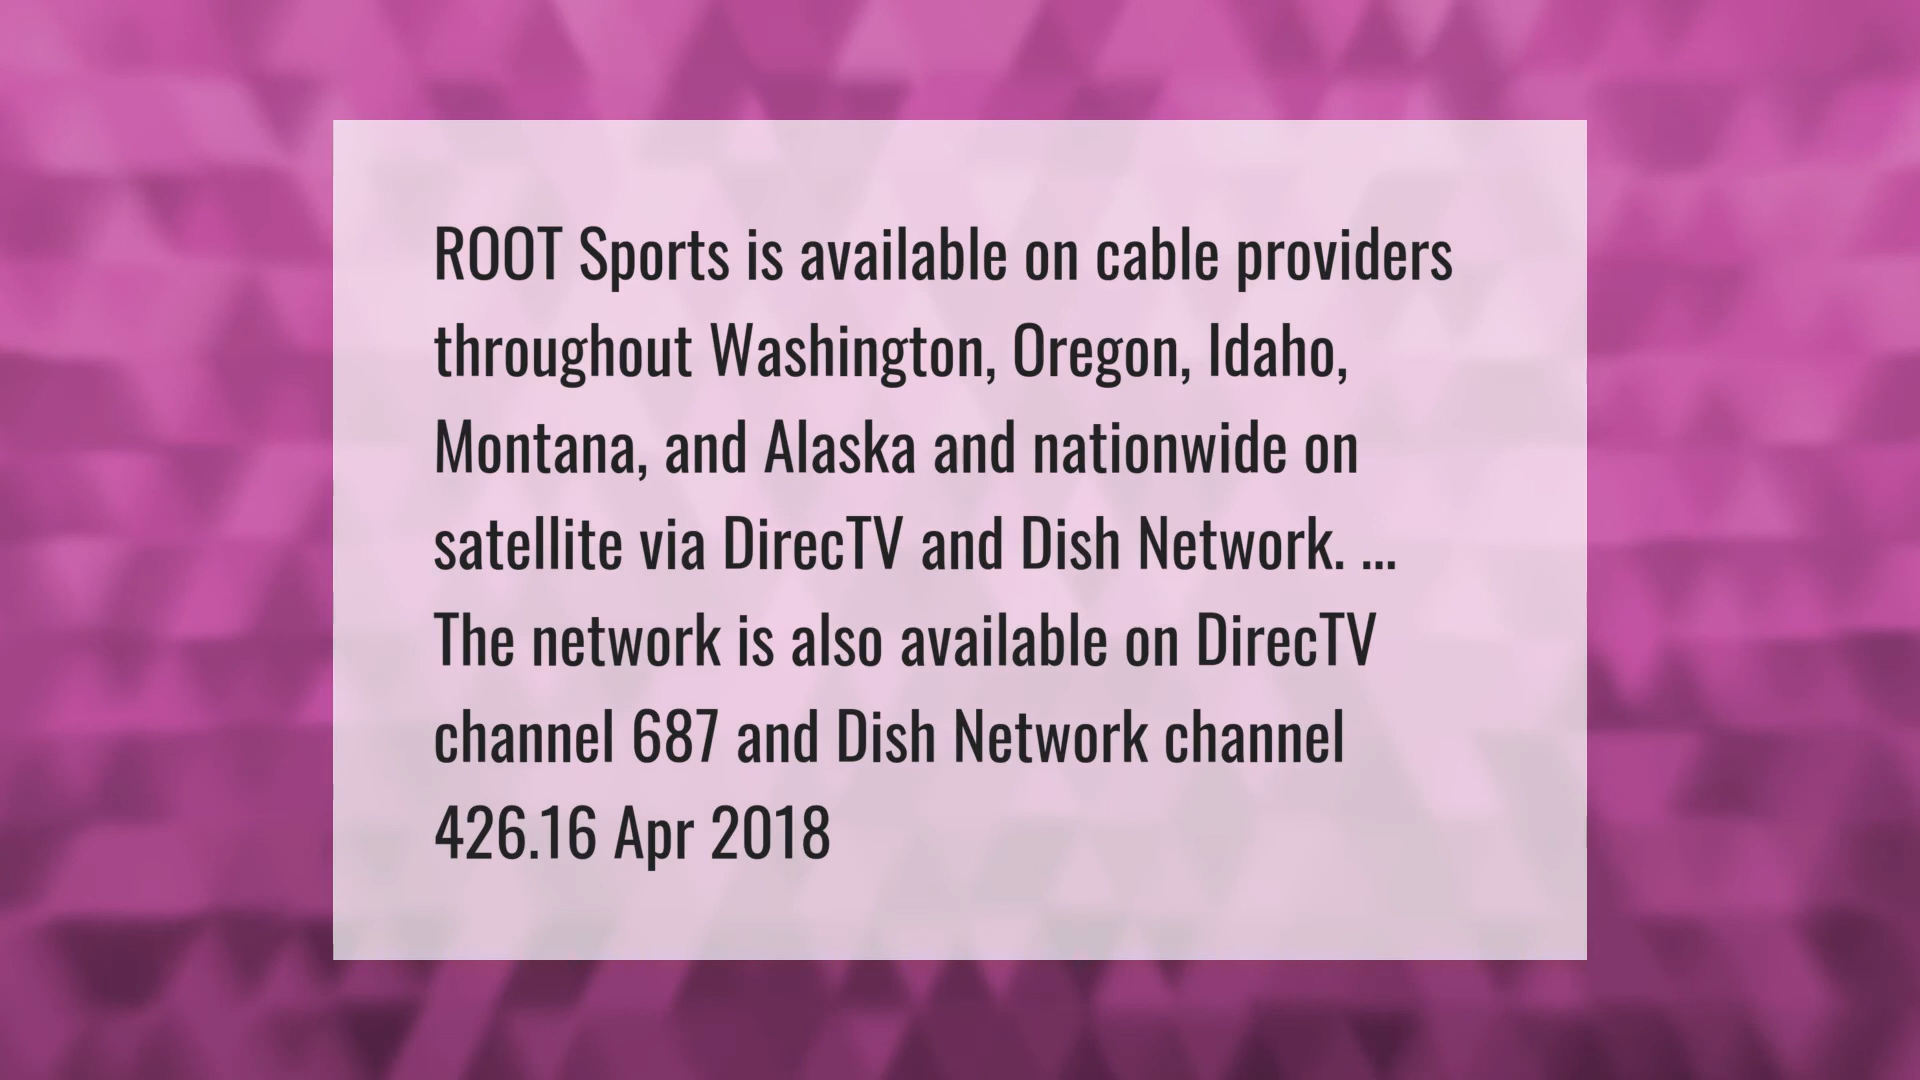 ROOT Sports is available on cable providers
throughout Washington, Oregon, Idaho,
Montana, and Alaska and nationwide on
satellite via DirecTV and Dish Network. ...
The network is also available on DirecTV
channel 687 and Dish Network channel
426.16 Apr 2018